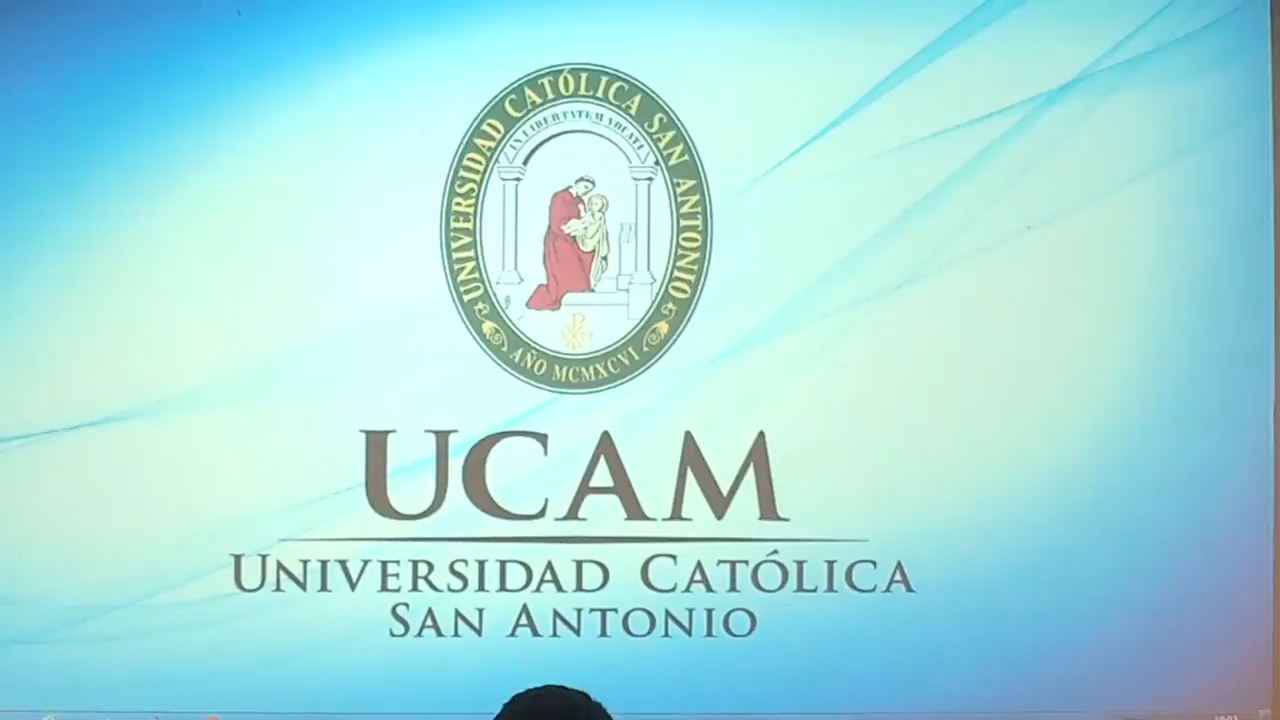 UNIVERSIDAD CATÓLICA SAN ANTONIO
IN LIBERTATEM VOCATI
AÑO MCMXCVI
UCAM
UNIVERSIDAD CATÓLICA
SAN ANTONIO